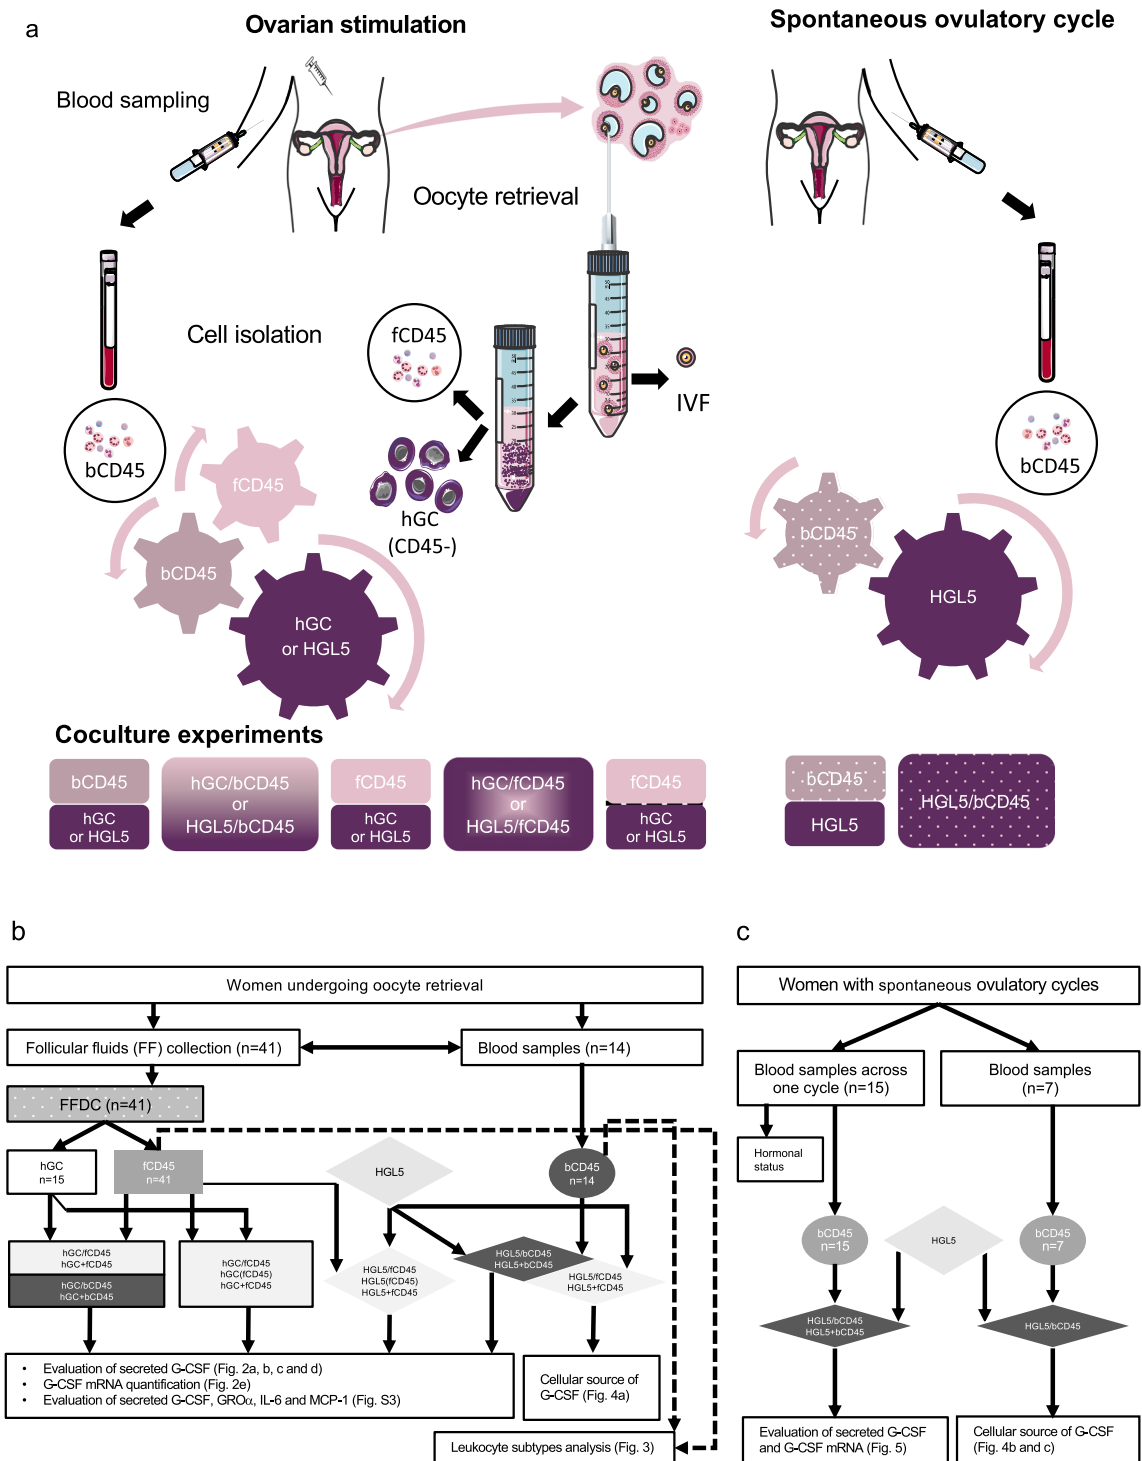 a
Ovarian stimulation
Spontaneous ovulatory cycle
Blood sampling
Oocyte retrieval
Cell isolation
fCD45
IVF
bCD45
hGC
(CD45-)
bCD45
fCD45
bCD45
hGC
or HGL5
bCD45
HGL5
Coculture experiments
bCD45
hGC
or HGL5
hGC/bCD45
or
HGL5/bCD45
fCD45
hGC
or HGL5
hGC/fCD45
or
HGL5/fCD45
fCD45
hGC
or HGL5
bCD45
HGL5
HGL5/bCD45
b
Women undergoing oocyte retrieval
Follicular fluids (FF) collection (n=41)
Blood samples (n=14)
FFDC (n=41)
hGC
n=15
fCD45
n=41
HGL5
bCD45
n=14
hGC/fCD45
hGC+fCD45
hGC/bCD45
hGC+bCD45
hGC/fCD45
hGC(fCD45)
hGC+fCD45
HGL5/fCD45
HGL5(fCD45)
HGL5+fCD45
HGL5/bCD45
HGL5+bCD45
HGL5/fCD45
HGL5+fCD45
• Evaluation of secreted G-CSF (Fig. 2a, b, c and d)
• G-CSF mRNA quantification (Fig. 2e)
• Evaluation of secreted G-CSF, GROα, IL-6 and MCP-1 (Fig. S3)
Cellular source of
G-CSF (Fig. 4a)
Leukocyte subtypes analysis (Fig. 3)
c
Women with spontaneous ovulatory cycles
Blood samples across
one cycle (n=15)
Blood samples
(n=7)
Hormonal
status
bCD45
n=15
HGL5
bCD45
n=7
HGL5/bCD45
HGL5+bCD45
HGL5/bCD45
Evaluation of secreted G-CSF
and G-CSF mRNA (Fig. 5)
Cellular source of G-CSF
(Fig. 4b and c)